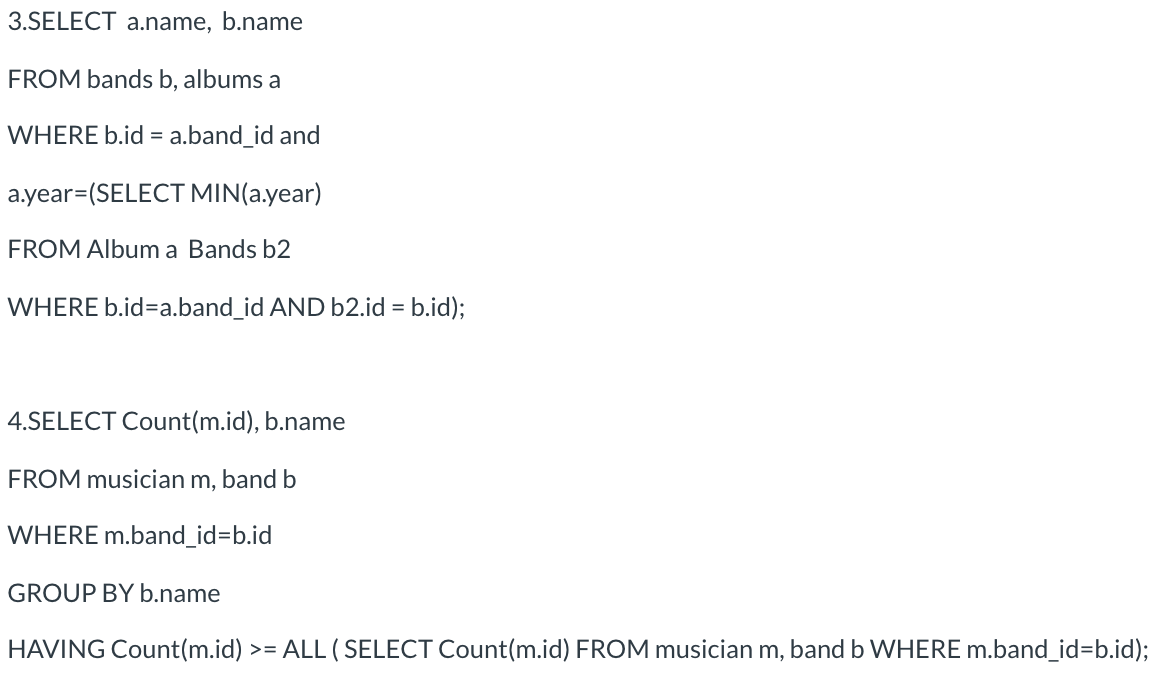 3.SELECT  a.name,  b.name
FROM bands b, albums a
WHERE b.id = a.band_id and
a.year=(SELECT MIN(a.year)
FROM Album a  Bands b2
WHERE b.id=a.band_id AND b2.id = b.id);
4.SELECT Count(m.id), b.name
FROM musician m, band b
WHERE m.band_id=b.id
GROUP BY b.name
HAVING Count(m.id) >= ALL ( SELECT Count(m.id) FROM musician m, band b WHERE m.band_id=b.id);